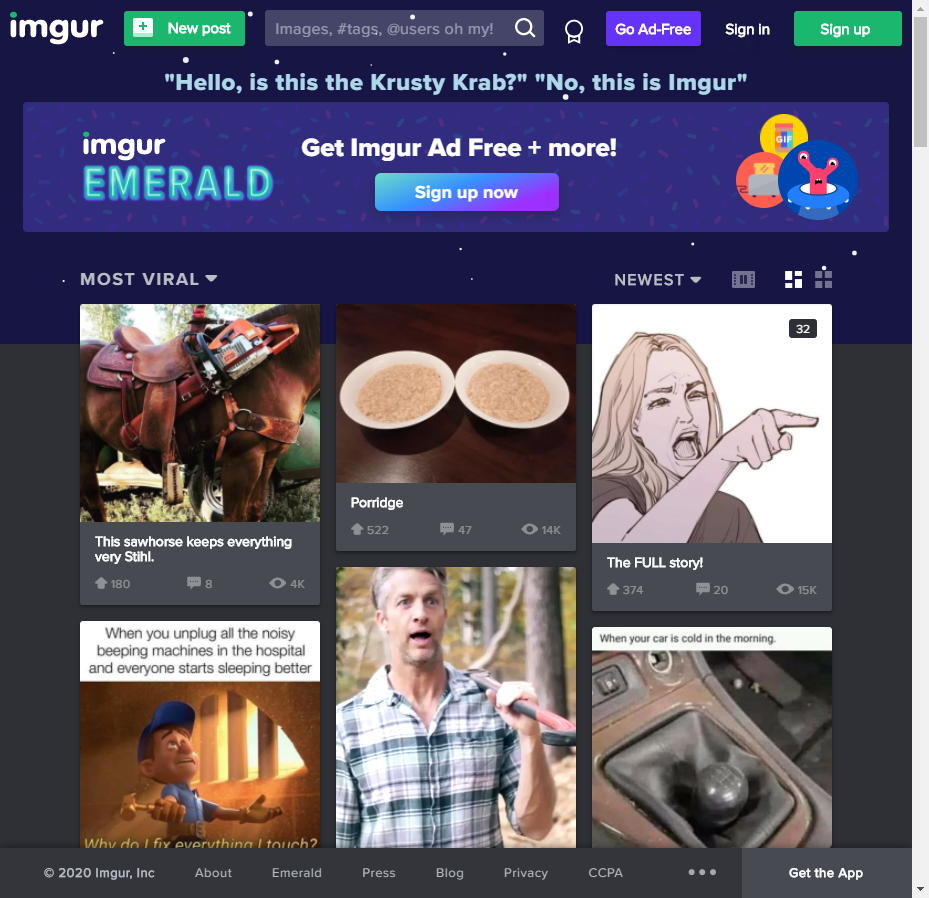 imgur
New post
Images, #tags, @users oh my!
Go Ad-Free
Sign in
Sign up
"Hello, is this the Krusty Krab?" "No, this is Imgur"
imgur
EMERALD
Get Imgur Ad Free + more!
Sign up now
GIF
MOST VIRAL
NEWEST
32
This sawhorse keeps everything
very Stihl.
180
8
4K
Porridge
522
47
14K
The FULL story!
374
20
15K
When you unplug all the noisy
beeping machines in the hospital
and everyone starts sleeping better
Why do I fix everything I touch?
When your car is cold in the morning.
© 2020 Imgur, Inc
About
Emerald
Press
Blog
Privacy
CCPA
Get the App